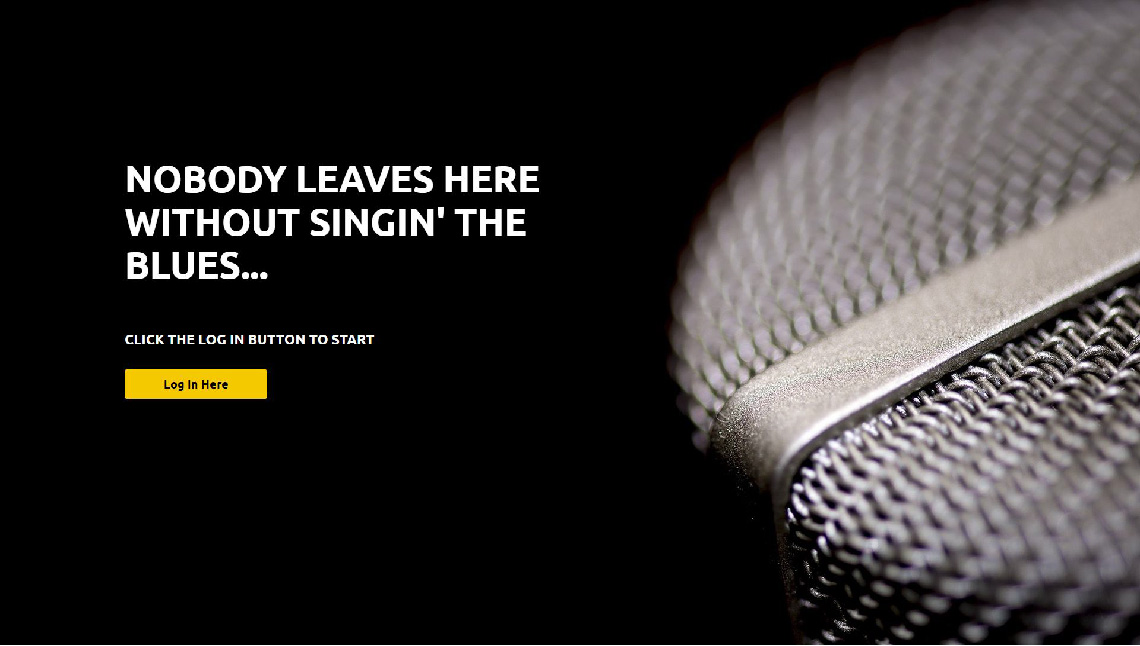 NOBODY LEAVES HERE
WITHOUT SINGIN' THE
BLUES...
CLICK THE LOG IN BUTTON TO START
Log In Here